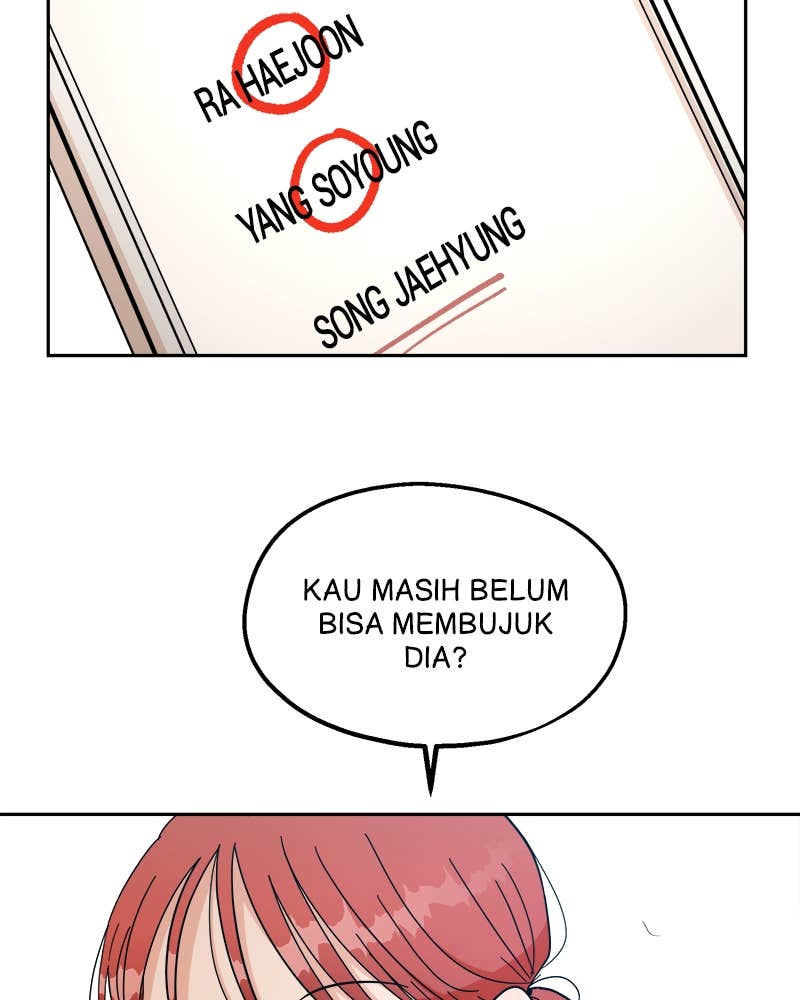 RA HAEJOON
YANG SOYOUNG
SONG JAEHYUNG
KAU MASIH BELUM
BISA MEMBUJUK
DIA?